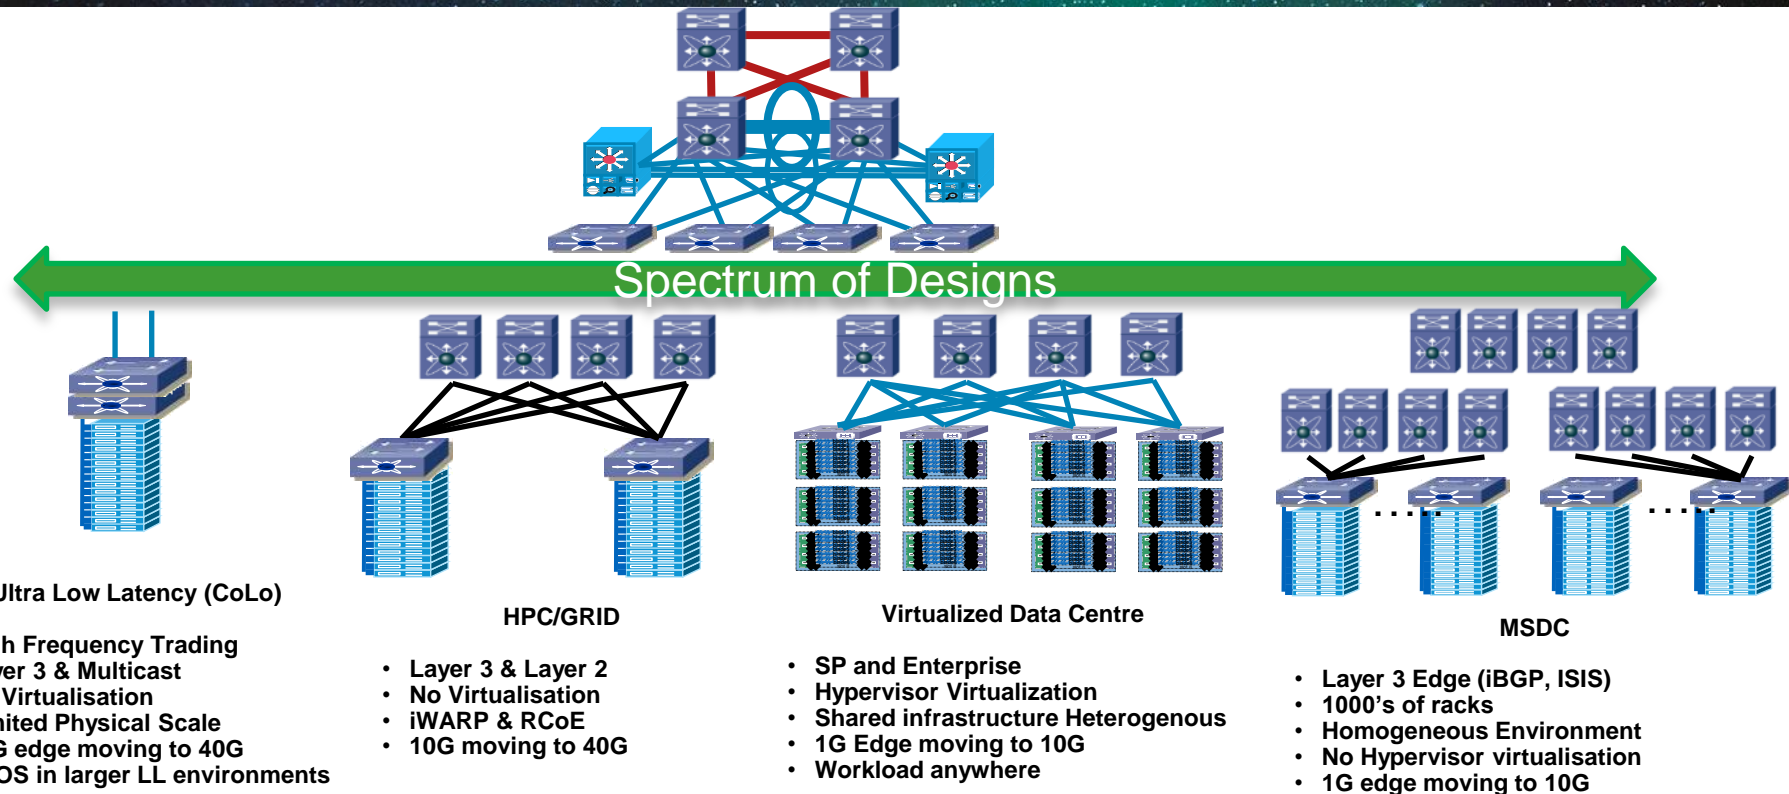 Spectrum of Designs
Ultra Low Latency (CoLo)
h Frequency Trading
yer 3 & Multicast
Virtualisation
nited Physical Scale
G edge moving to 40G
OS in larger LL environments
HPC/GRID
• Layer 3 & Layer 2
• No Virtualisation
• iWARP & RCoE
• 10G moving to 40G
Virtualized Data Centre
• SP and Enterprise
• Hypervisor Virtualization
• Shared infrastructure Heterogenous
• 1G Edge moving to 10G
• Workload anywhere
MSDC
• Layer 3 Edge (iBGP, ISIS)
• 1000’s of racks
• Homogeneous Environment
• No Hypervisor virtualisation
• 1G edge moving to 10G